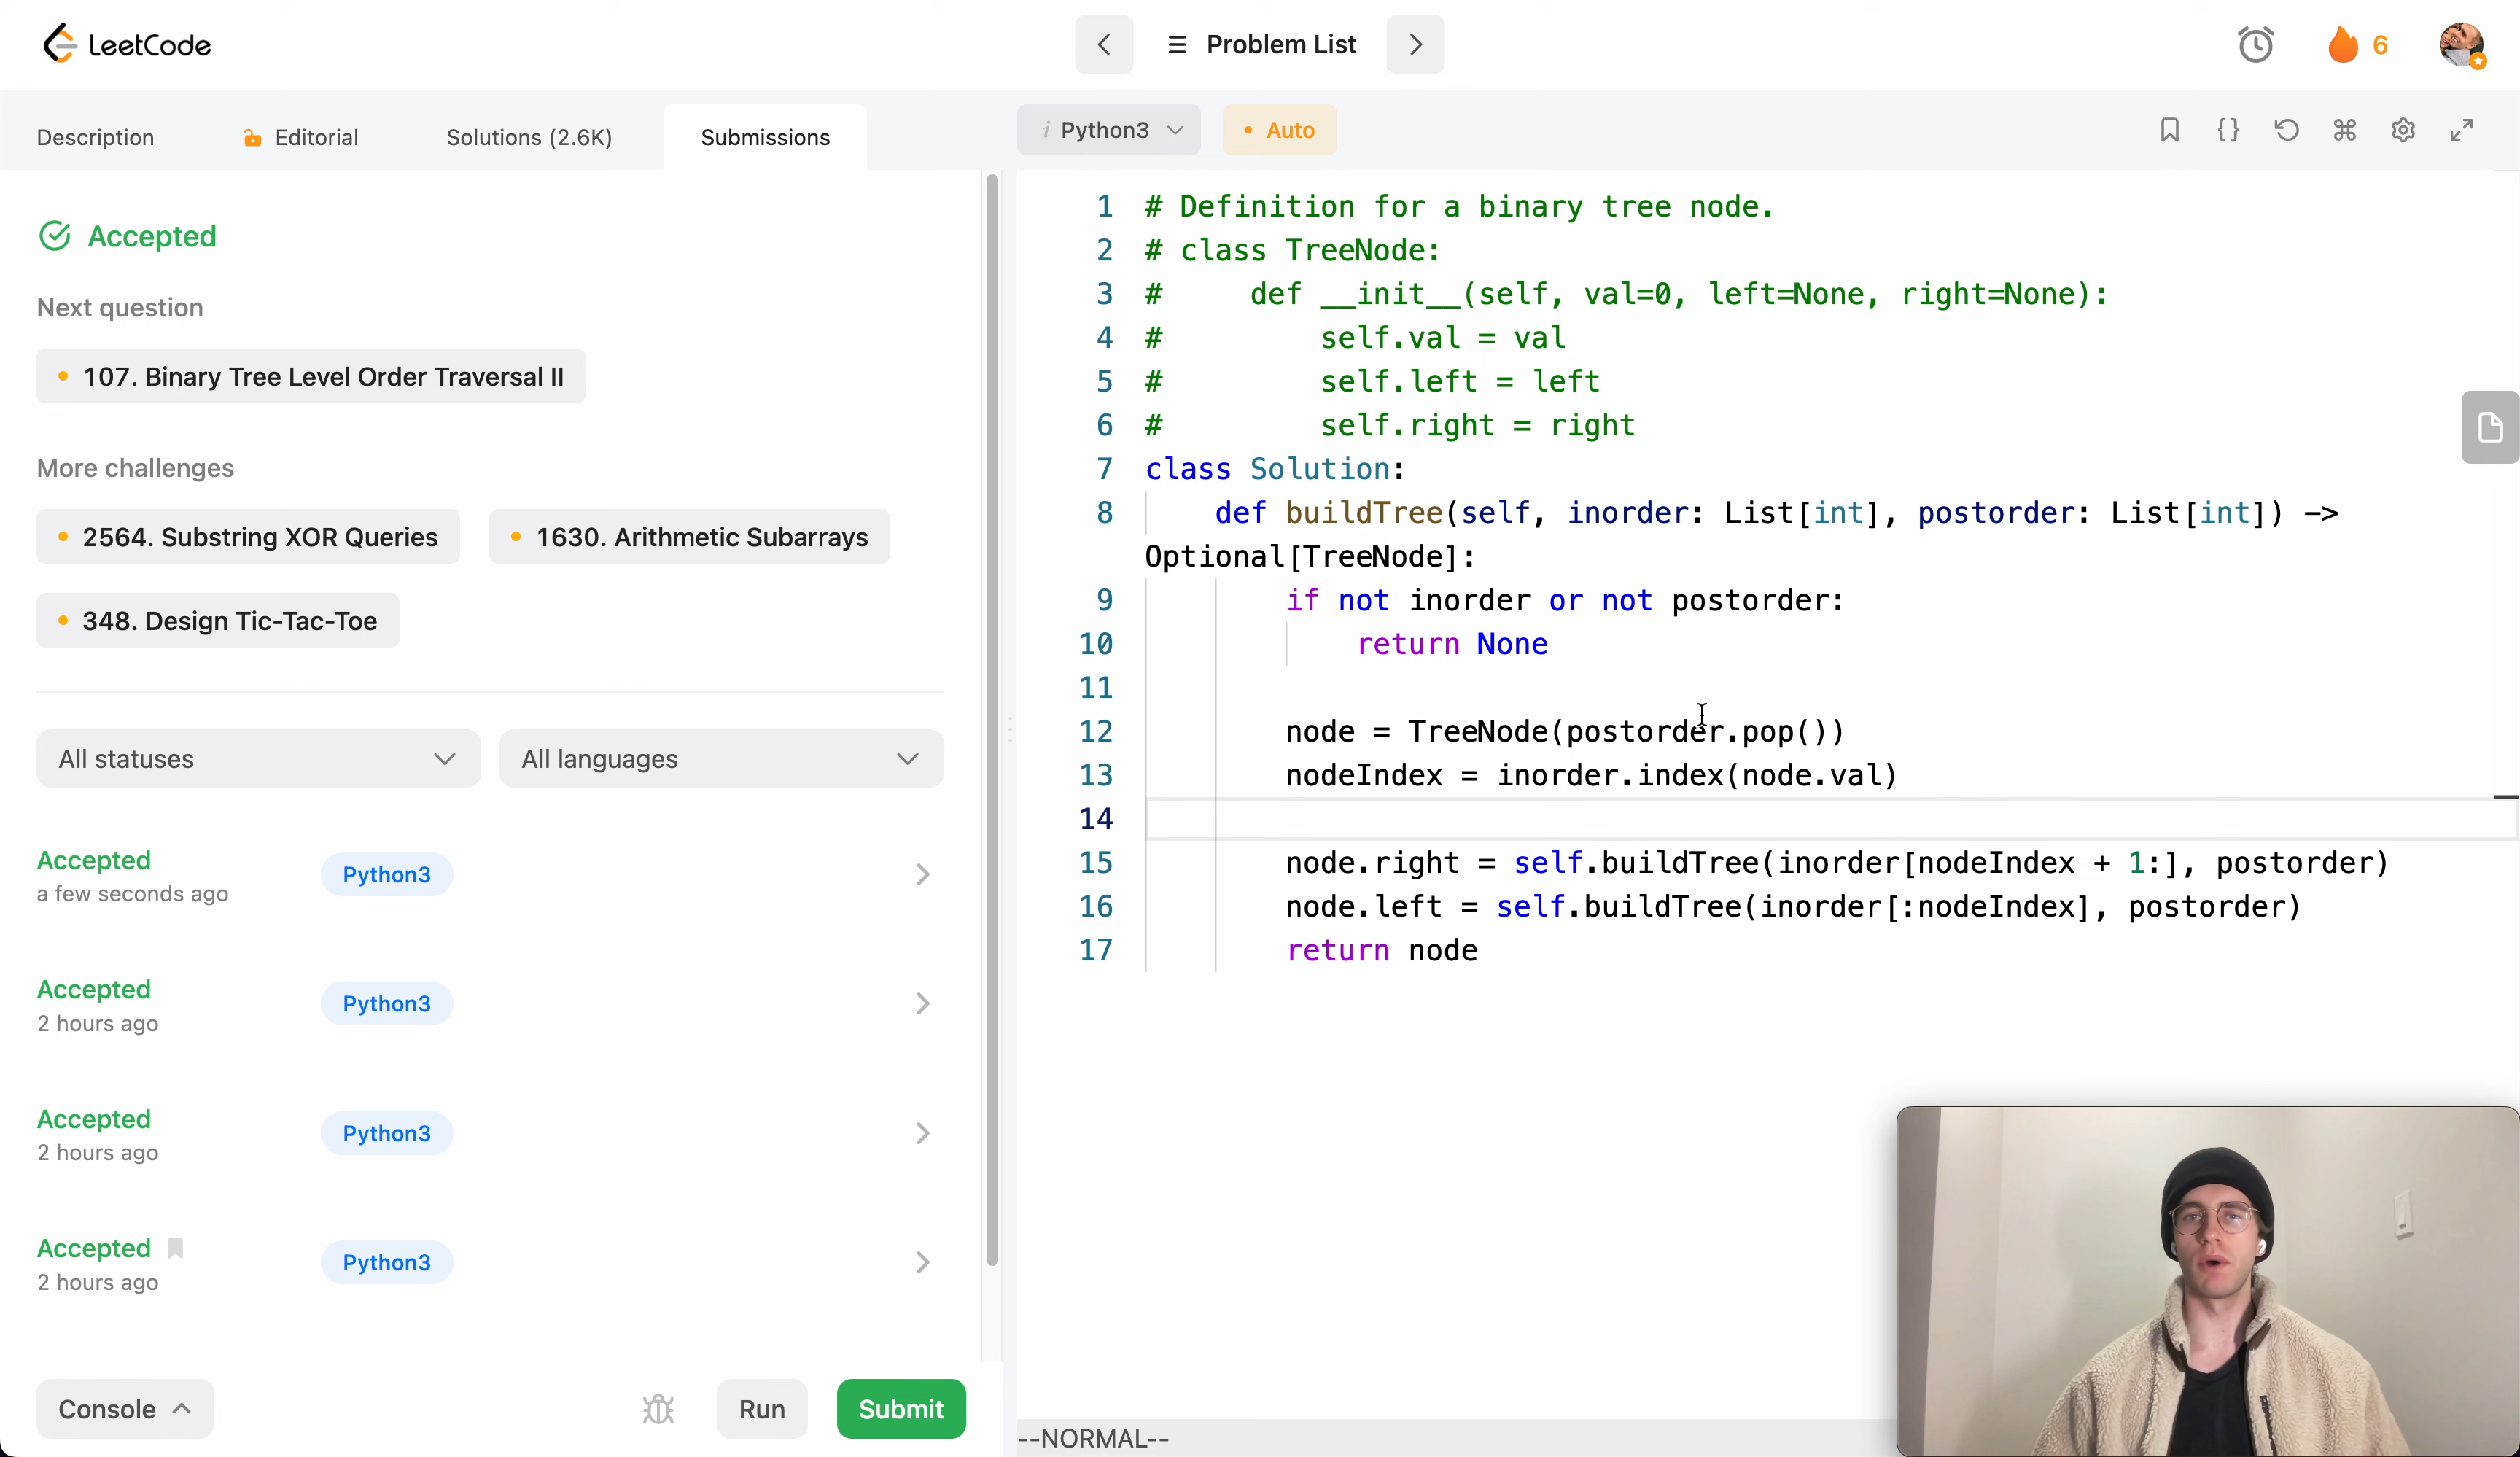 LeetCode
Problem List
6
Description
Editorial
Solutions (2.6K)
Submissions
i Python3
• Auto
Accepted
Next question
• 107. Binary Tree Level Order Traversal II
More challenges
• 2564. Substring XOR Queries
• 1630. Arithmetic Subarrays
• 348. Design Tic-Tac-Toe
All statuses
All languages
Accepted
a few seconds ago
Python3
Accepted
2 hours ago
Python3
Accepted
2 hours ago
Python3
Accepted
2 hours ago
Python3
Console
Run
Submit
1 # Definition for a binary tree node.
2 # class TreeNode:
3 #     def __init__(self, val=0, left=None, right=None):
4 #         self.val = val
5 #         self.left = left
6 #         self.right = right
7 class Solution:
8     def buildTree(self, inorder: List[int], postorder: List[int]) ->
Optional[TreeNode]:
9         if not inorder or not postorder:
10             return None
11
12         node = TreeNode(postorder.pop())
13         nodeIndex = inorder.index(node.val)
14
15         node.right = self.buildTree(inorder[nodeIndex + 1:], postorder)
16         node.left = self.buildTree(inorder[:nodeIndex], postorder)
17         return node
--NORMAL--